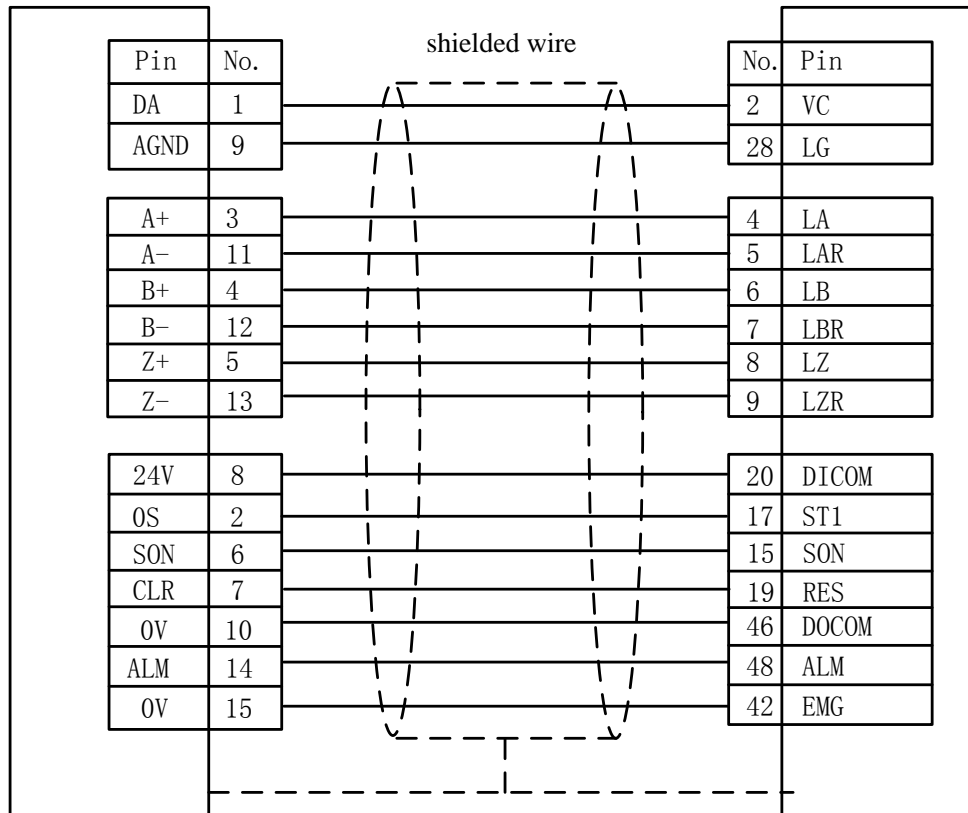 shielded wire
Pin No. No. Pin
DA 1 2 VC
AGND 9 28 LG
A+ 3 4 LA
A- 11 5 LAR
B+ 4 6 LB
B- 12 7 LBR
Z+ 5 8 LZ
Z- 13 9 LZR
24V 8 20 DICOM
OS 2 17 ST1
SON 6 15 SON
CLR 7 19 RES
0V 10 46 DOCOM
ALM 14 48 ALM
0V 15 42 EMG